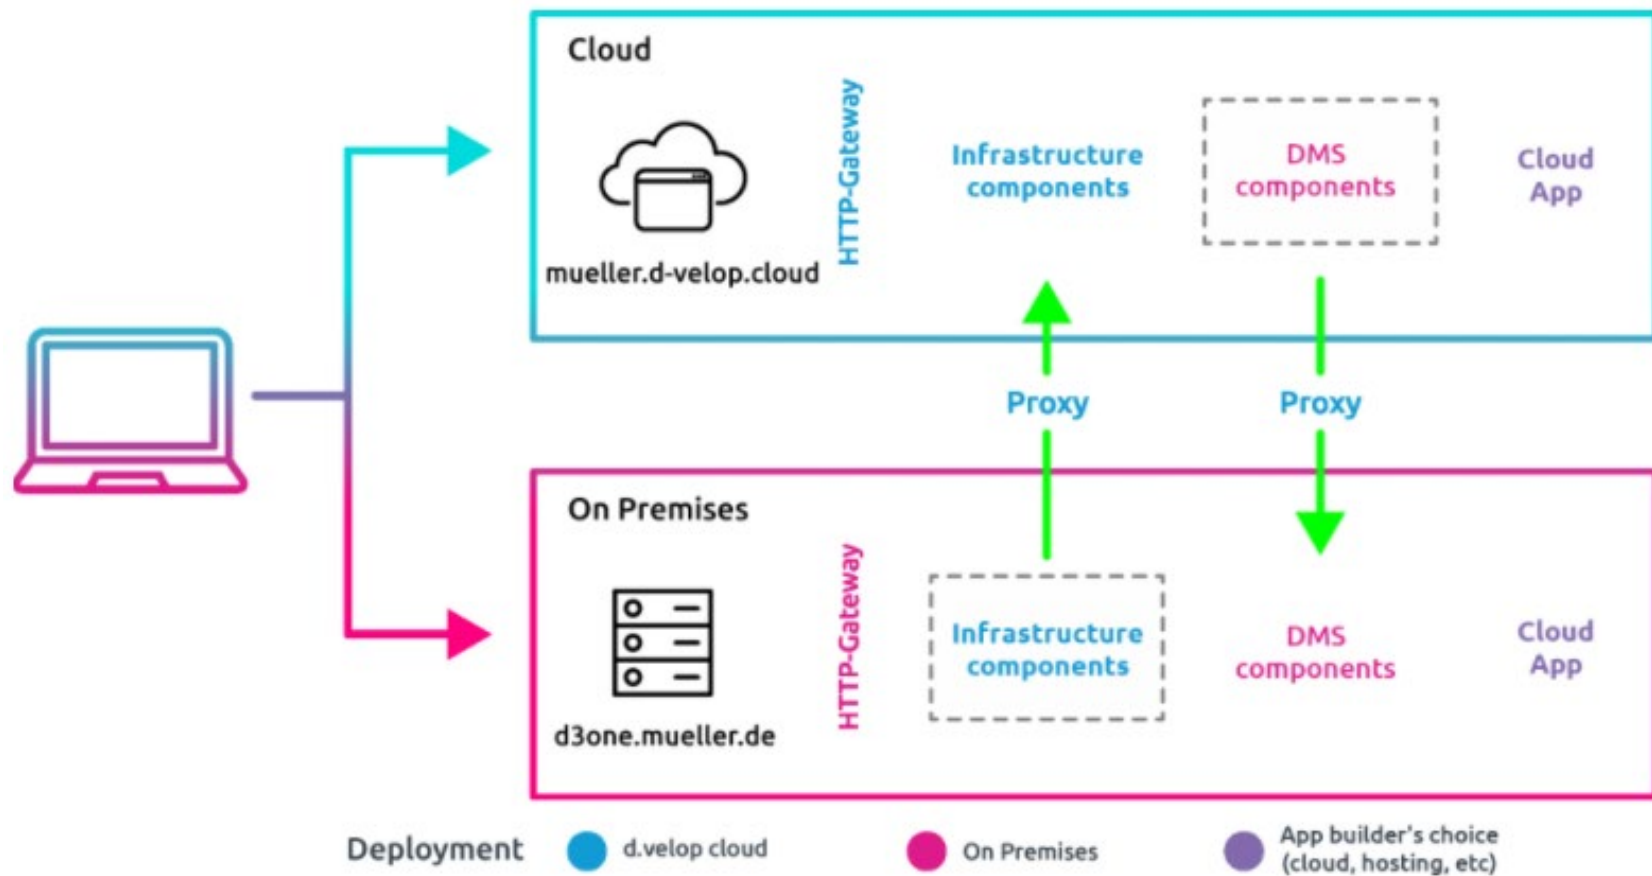 Cloud
HTTP-Gateway
Infrastructure
components
DMS
components
Cloud
App
mueller.d-velop.cloud
Proxy
Proxy
On Premises
HTTP-Gateway
Infrastructure
components
DMS
components
Cloud
App
d3one.mueller.de
Deployment
d.velop cloud
On Premises
App builder's choice
(cloud, hosting, etc)